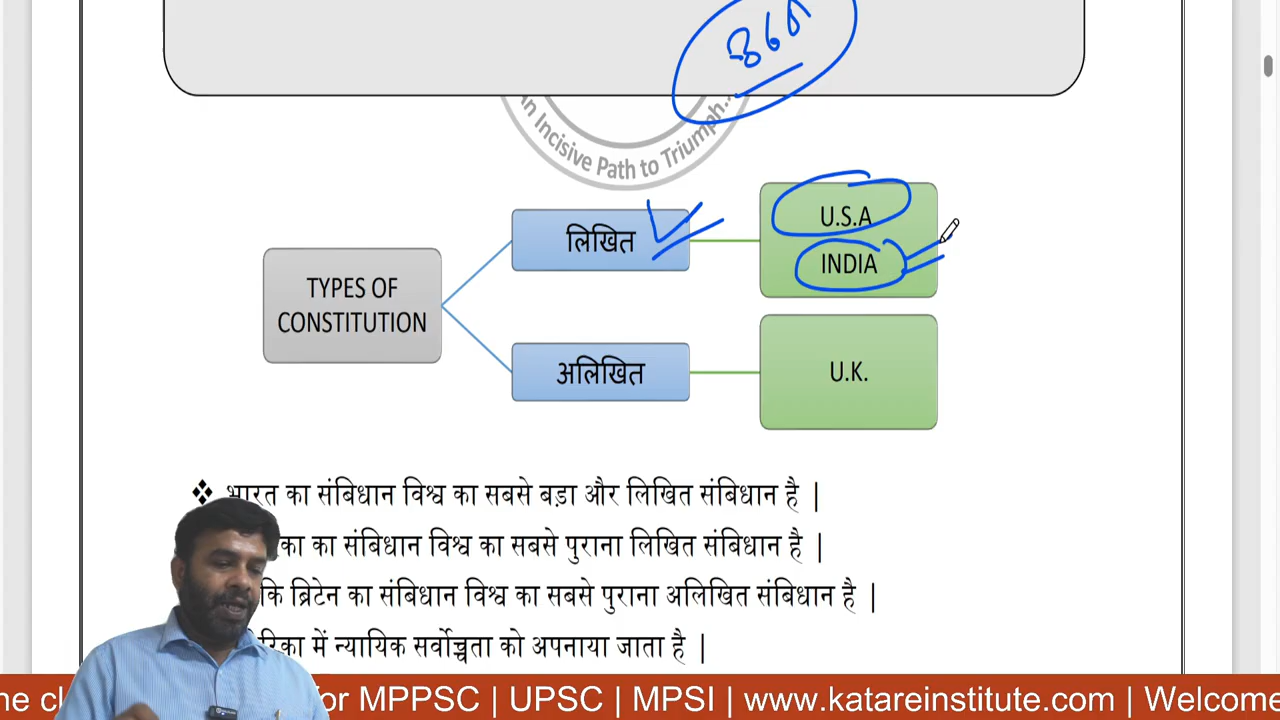 An Incisive Path to Triumph...
TYPES OF
CONSTITUTION
लिखित
U.S.A
INDIA
अलिखित
U.K.
❖ भारत का संबिधान विश्व का सबसे बड़ा और लिखित संबिधान है |
का का संबिधान विश्व का सबसे पुराना लिखित संबिधान है |
कि ब्रिटेन का संबिधान विश्व का सबसे पुराना अलिखित संबिधान है |
रिका में न्यायिक सर्वोच्चता को अपनाया जाता है |
for MPPSC | UPSC | MPSI | www.katareinstitute.com | Welcome